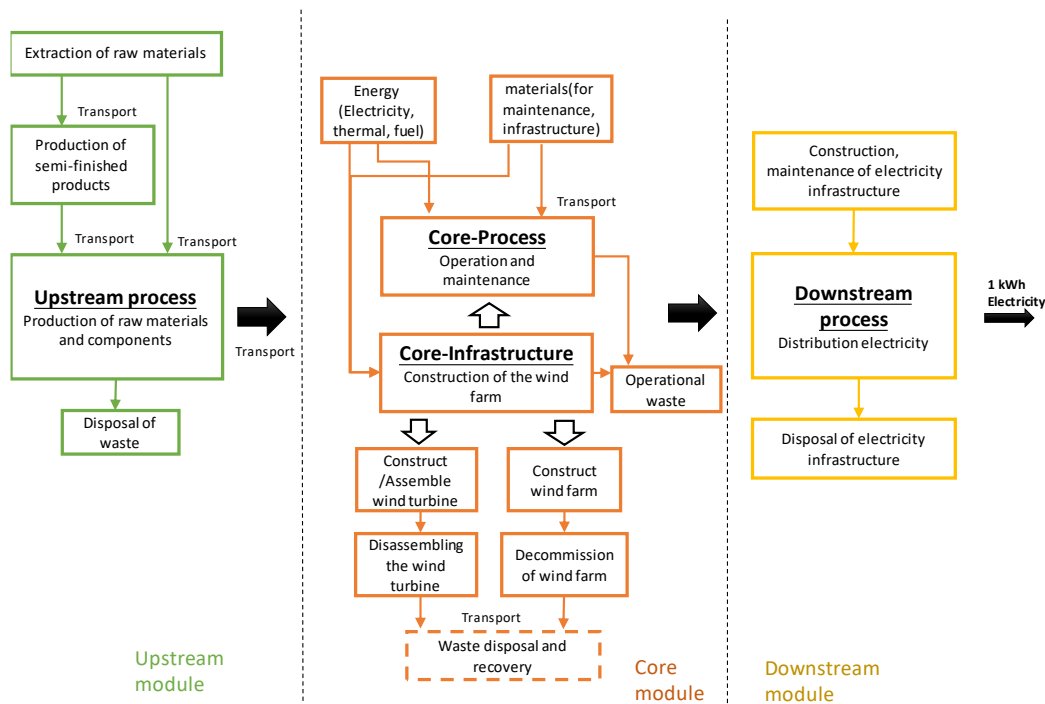 Extraction of raw materials
Transport
Production of
semi-finished
products
Transport
Transport
Upstream process
Production of raw materials
and components
Transport
Disposal of
waste
Upstream
module
Energy
(Electricity,
thermal, fuel)
materials(for
maintenance,
infrastructure)
Transport
Core-Process
Operation and
maintenance
Core-Infrastructure
Construction of the wind
farm
Operational
waste
Construct
/Assemble
wind turbine
Construct
wind farm
Disassembling
the wind
turbine
Decommission
of wind farm
Transport
Waste disposal and
recovery
Core
module
Construction,
maintenance of electricity
infrastructure
Downstream
process
Distribution electricity
1 kWh
Electricity
Disposal of electricity
infrastructure
Downstream
module